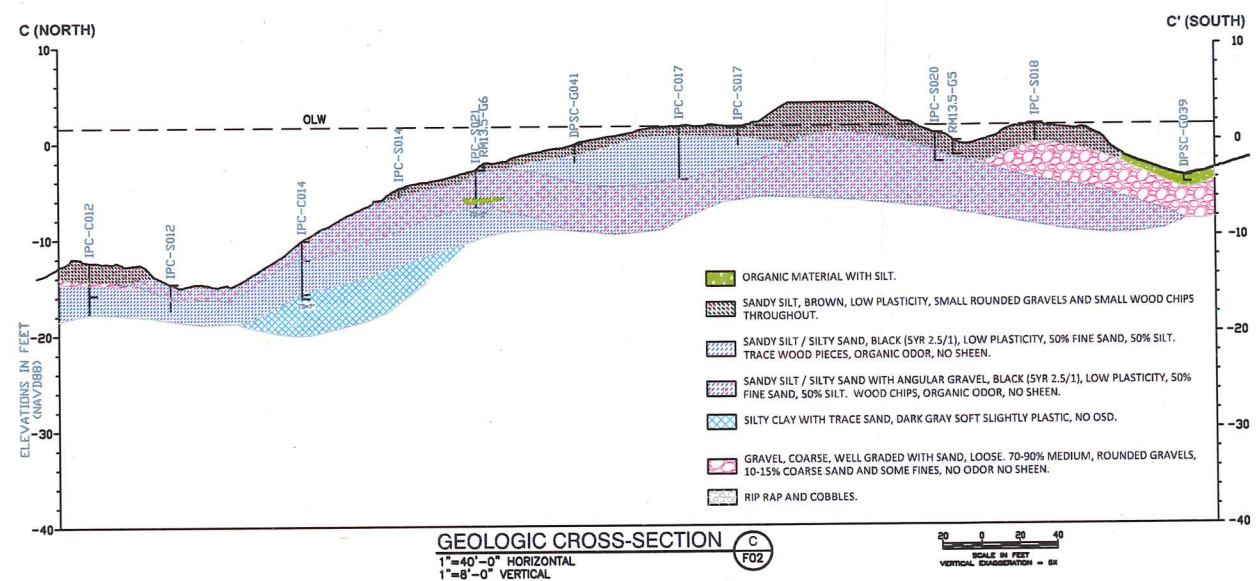 C (NORTH)
C' (SOUTH)
10
0
-10
-20
-30
-40
ELEVATIONS IN FEET
(NAVD88)
OLW
IPC-C012
IPC-S012
IPC-C014
IPC-S014
IPC-S021
RM13.5-G6
DPSC-G041
IPC-C017
IPC-S017
IPC-S020
RM13.5-G5
IPC-S018
DPSC-G039
10
0
-10
-20
-30
-40
ORGANIC MATERIAL WITH SILT.
SANDY SILT, BROWN, LOW PLASTICITY, SMALL ROUNDED GRAVELS AND SMALL WOOD CHIPS
THROUGHOUT.
SANDY SILT / SILTY SAND, BLACK (5YR 2.5/1), LOW PLASTICITY, 50% FINE SAND, 50% SILT.
TRACE WOOD PIECES, ORGANIC ODOR, NO SHEEN.
SANDY SILT / SILTY SAND WITH ANGULAR GRAVEL, BLACK (5YR 2.5/1), LOW PLASTICITY, 50%
FINE SAND, 50% SILT. WOOD CHIPS, ORGANIC ODOR, NO SHEEN.
SILTY CLAY WITH TRACE SAND, DARK GRAY SOFT SLIGHTLY PLASTIC, NO OSD.
GRAVEL, COARSE, WELL GRADED WITH SAND, LOOSE. 70-90% MEDIUM, ROUNDED GRAVELS,
10-15% COARSE SAND AND SOME FINES, NO ODOR NO SHEEN.
RIP RAP AND COBBLES.
GEOLOGIC CROSS-SECTION
C
F02
1"=40'-0" HORIZONTAL
1"=8'-0" VERTICAL
20 0 20 40
SCALE IN FEET
VERTICAL EXAGGERATION = 5X